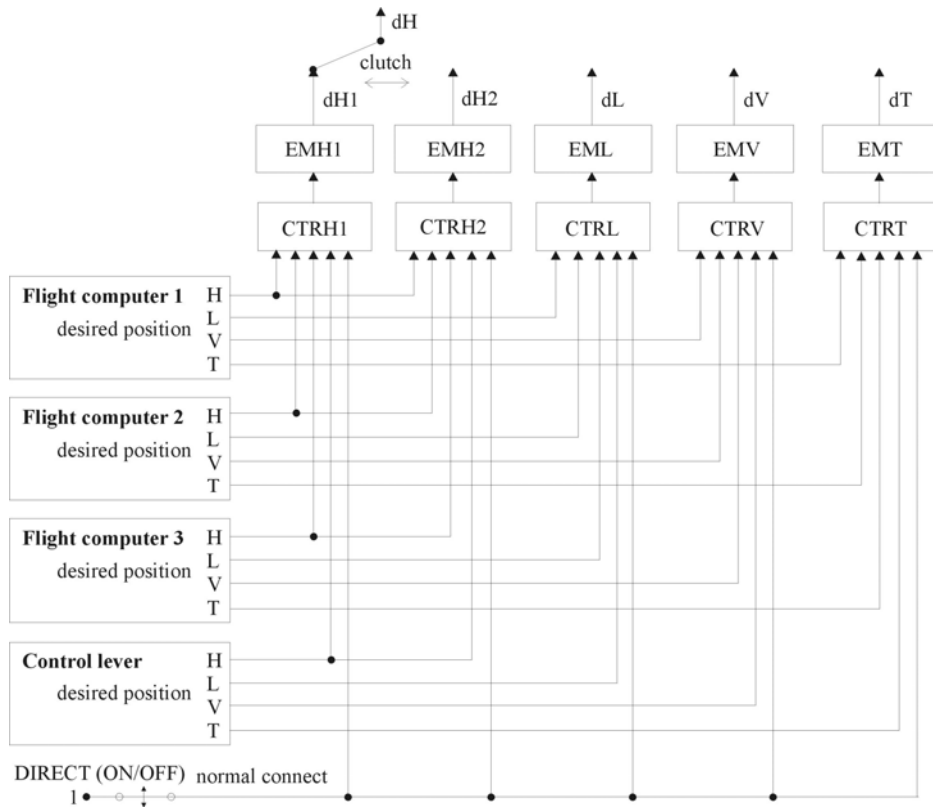 dH
clutch
dH1 dH2 dL dV dT
EMH1 EMH2 EML EMV EMT
CTRH1 CTRH2 CTRL CTRV CTRT
Flight computer 1 H
desired position L
V
T
Flight computer 2 H
desired position L
V
T
Flight computer 3 H
desired position L
V
T
Control lever H
desired position L
V
T
DIRECT (ON/OFF) normal connect
1